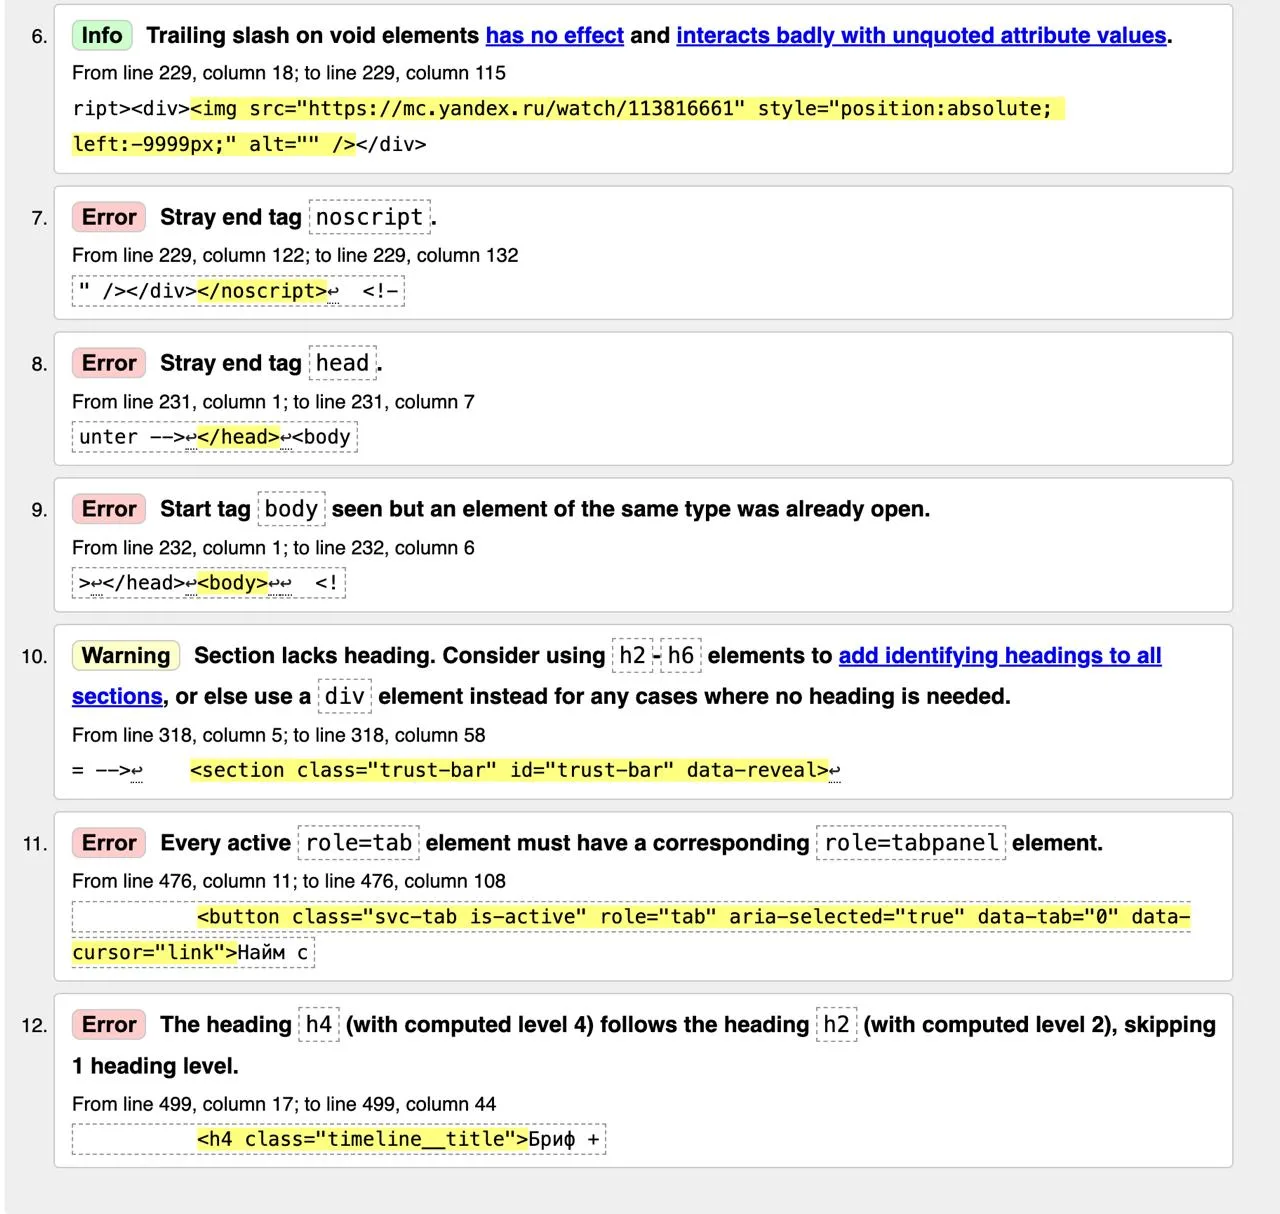 6. Info Trailing slash on void elements has no effect and interacts badly with unquoted attribute values.
From line 229, column 18; to line 229, column 115
ript><div><img src="https://mc.yandex.ru/watch/113816661" style="position:absolute;
left:-9999px;" alt="" /></div>
7. Error Stray end tag noscript.
From line 229, column 122; to line 229, column 132
" /></div></noscript>↩ <!-
8. Error Stray end tag head.
From line 231, column 1; to line 231, column 7
unter -->↩</head>↩<body
9. Error Start tag body seen but an element of the same type was already open.
From line 232, column 1; to line 232, column 6
>↩</head>↩<body>↩↩ <!
10. Warning Section lacks heading. Consider using h2-h6 elements to add identifying headings to all
sections, or else use a div element instead for any cases where no heading is needed.
From line 318, column 5; to line 318, column 58
= -->↩ <section class="trust-bar" id="trust-bar" data-reveal>↩
11. Error Every active role=tab element must have a corresponding role=tabpanel element.
From line 476, column 11; to line 476, column 108
<button class="svc-tab is-active" role="tab" aria-selected="true" data-tab="0" data-
cursor="link">Найм с
12. Error The heading h4 (with computed level 4) follows the heading h2 (with computed level 2), skipping
1 heading level.
From line 499, column 17; to line 499, column 44
<h4 class="timeline__title">Бриф +